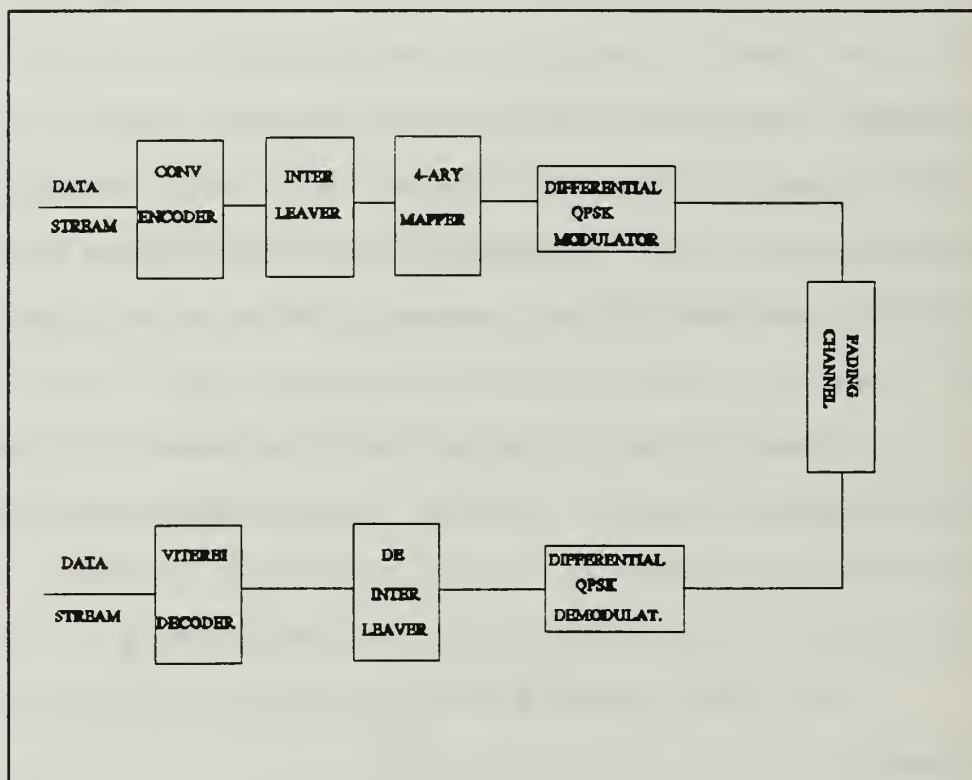 DATA
STREAM
CONV
ENCODER
INTER
LEAVER
4-ARY
MAPPER
DIFFERENTIAL
QPSK
MODULATOR
FADING
CHANNEL
DATA
STREAM
VITERBI
DECODER
DE
INTER
LEAVER
DIFFERENTIAL
QPSK
DEMODULAT.